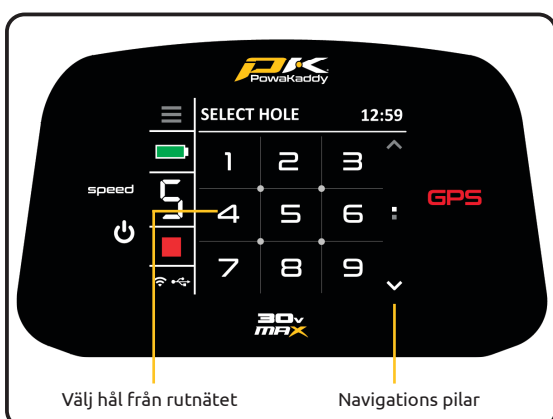 PK
PowaKaddy
SELECT HOLE 12:59
1 2 3
speed
5
GPS
4 5 6
7 8 9
30v
MAX
Välj hål från rutnätet
Navigations pilar